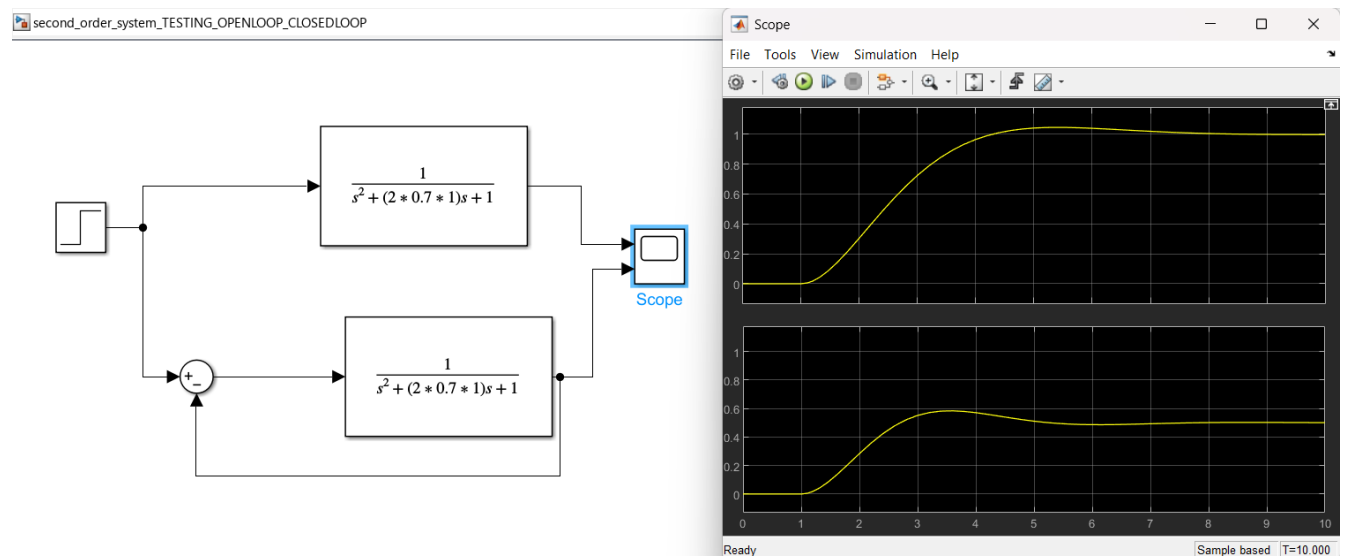 second_order_system_TESTING_OPENLOOP_CLOSEDLOOP
1
s² + (2 * 0.7 * 1)s + 1
Scope
1
s² + (2 * 0.7 * 1)s + 1
+
−
Scope
File Tools View Simulation Help
1
0.8
0.6
0.4
0.2
0
1
0.8
0.6
0.4
0.2
0
0 1 2 3 4 5 6 7 8 9 10
Ready Sample based T=10.000